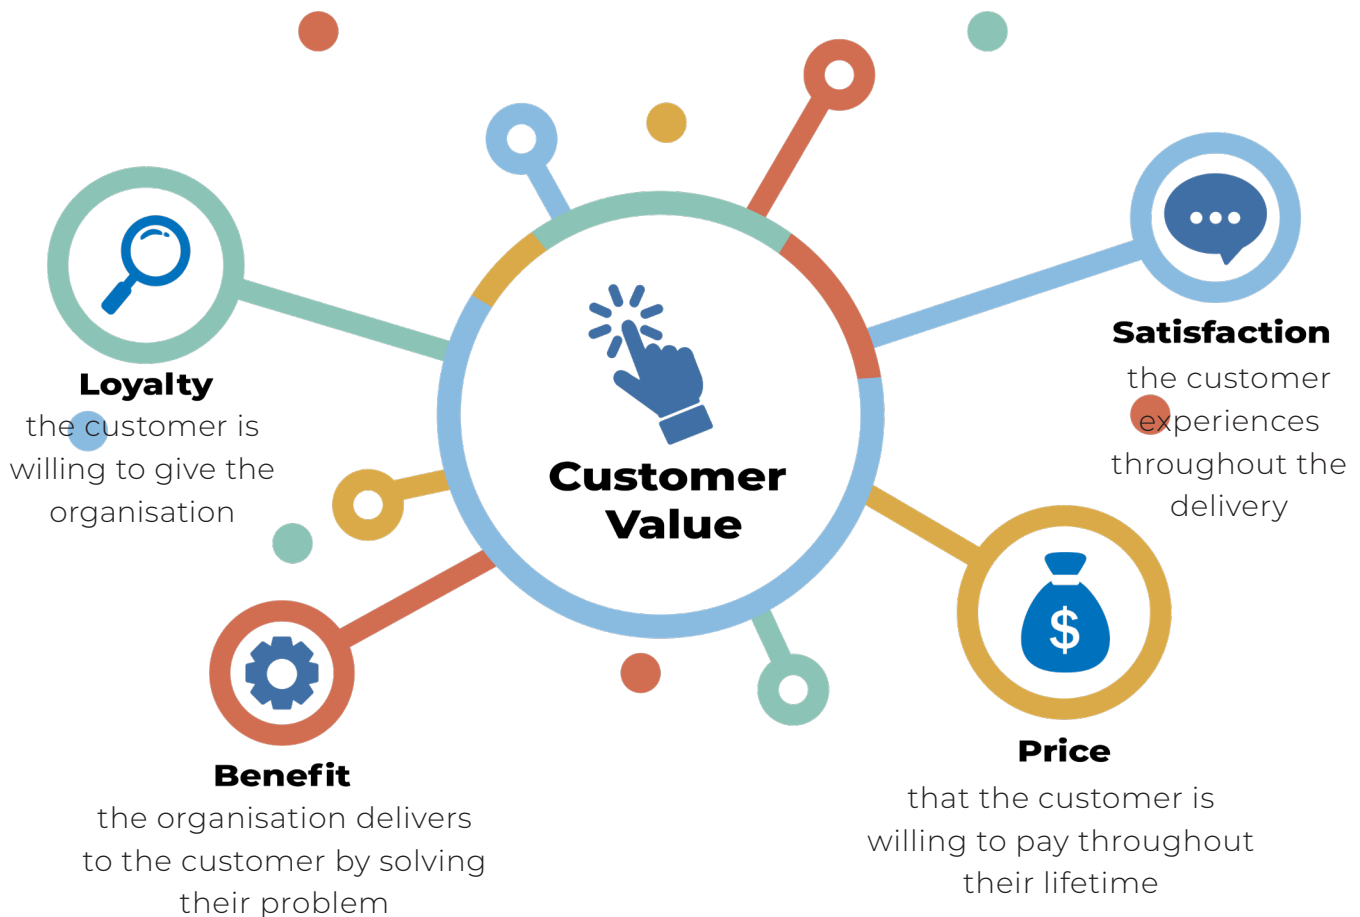 Customer
Value
Loyalty
the customer is
willing to give the
organisation
Satisfaction
the customer
experiences
throughout the
delivery
Benefit
the organisation delivers
to the customer by solving
their problem
$
Price
that the customer is
willing to pay throughout
their lifetime